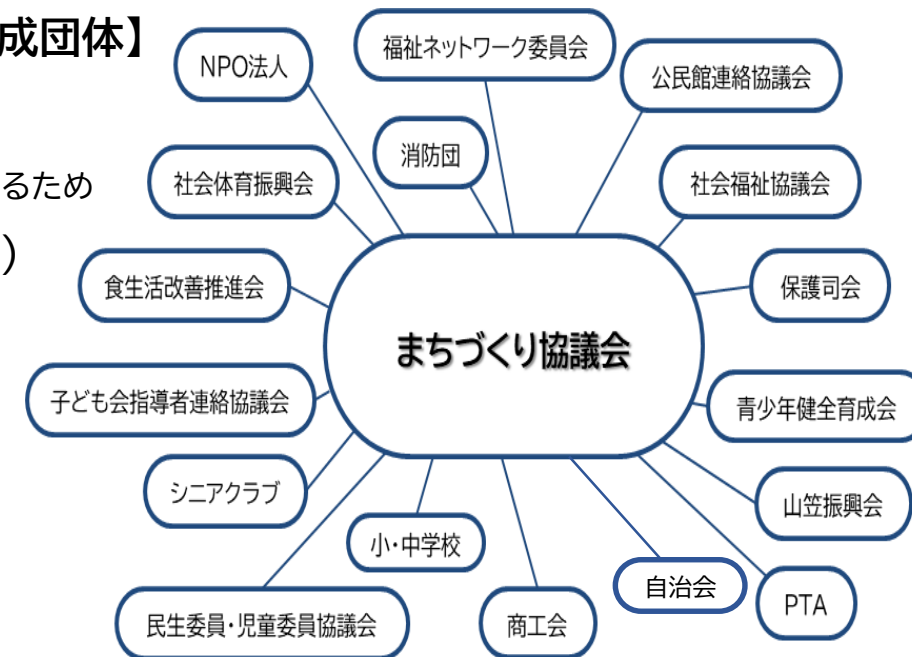 成団体】
福祉ネットワーク委員会
NPO法人
公民館連絡協議会
消防団
社会体育振興会
社会福祉協議会
るため
)
食生活改善推進会
保護司会
まちづくり協議会
子ども会指導者連絡協議会
青少年健全育成会
シニアクラブ
山笠振興会
小・中学校
自治会
PTA
民生委員・児童委員協議会
商工会